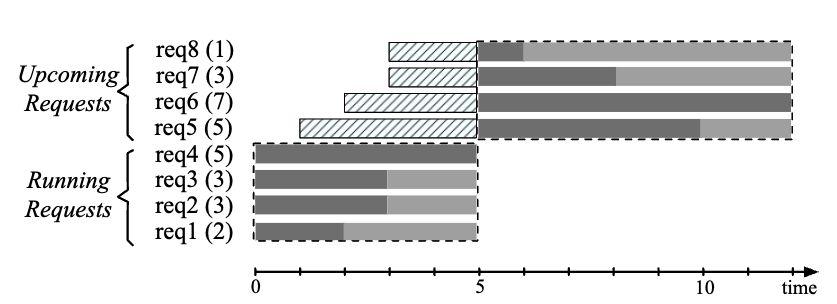 Upcoming
Requests
req8 (1)
req7 (3)
req6 (7)
req5 (5)
Running
Requests
req4 (5)
req3 (3)
req2 (3)
req1 (2)
0 5 10 time